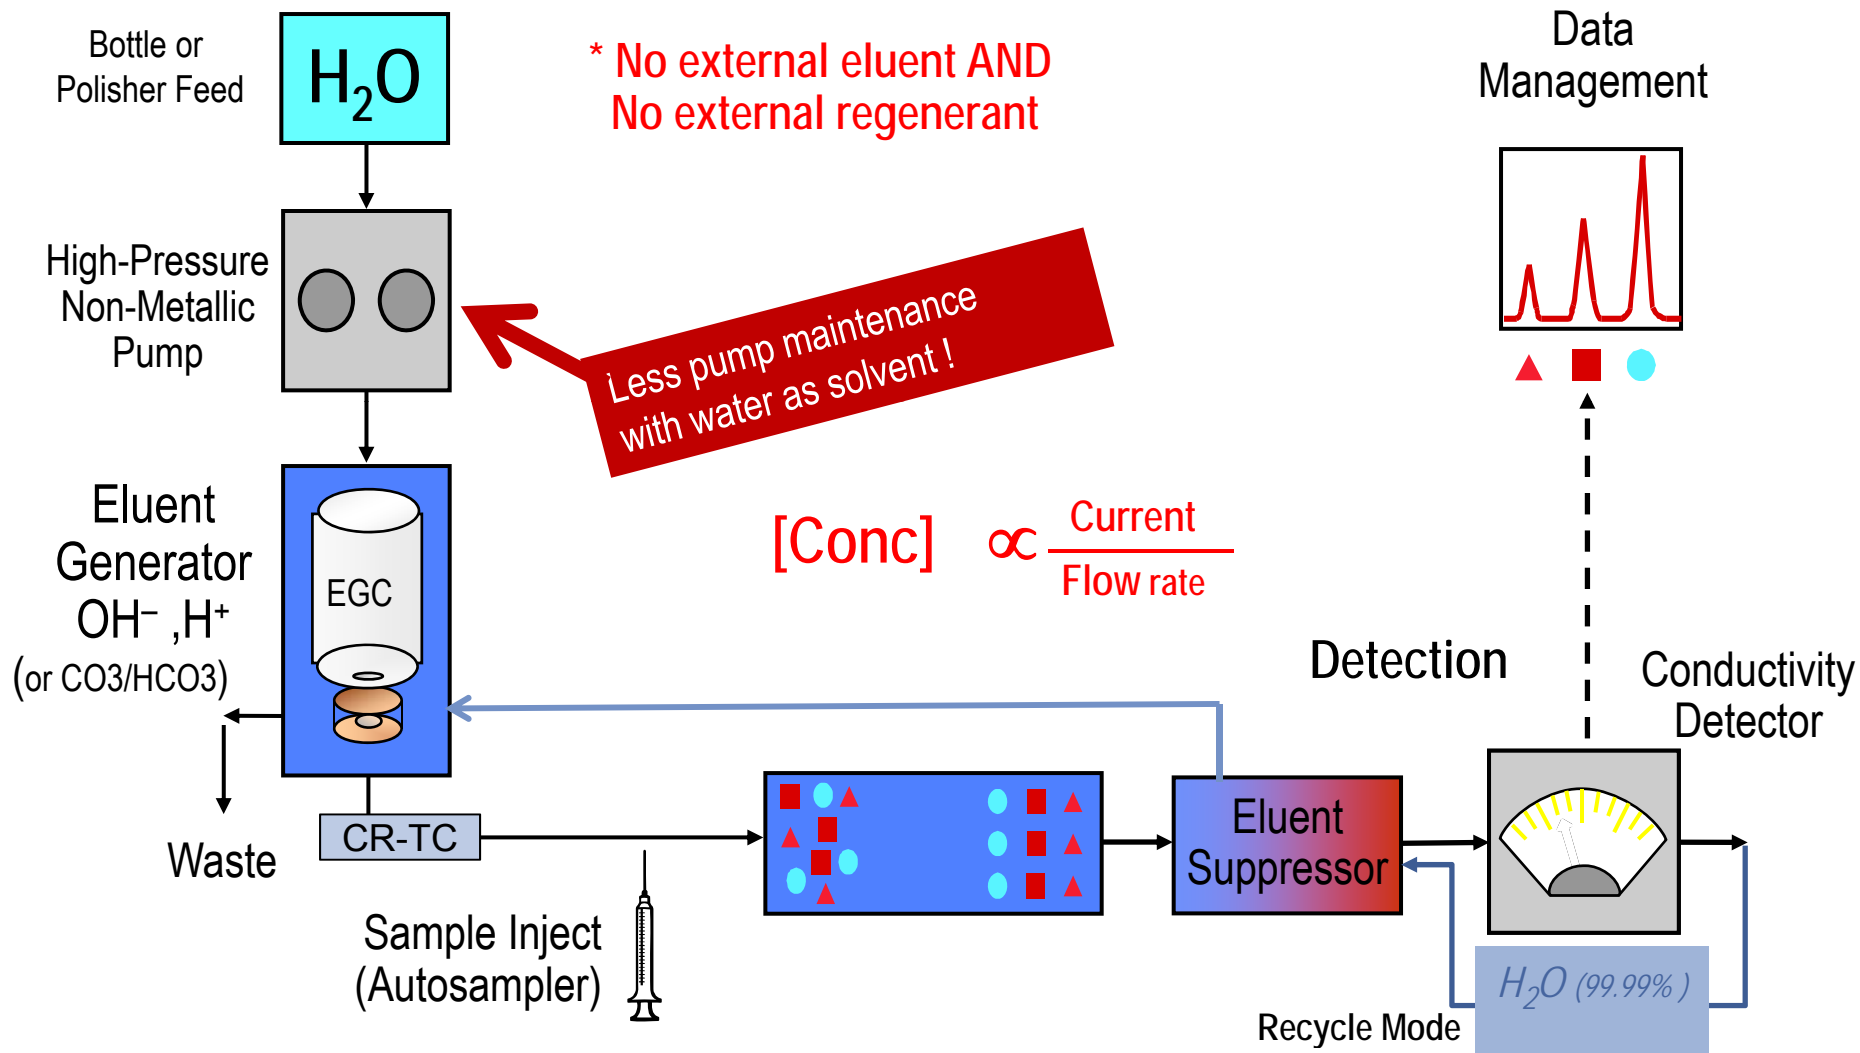 Bottle or
Polisher Feed
H₂O
* No external eluent AND
No external regenerant
Data
Management
High-Pressure
Non-Metallic
Pump
Less pump maintenance
with water as solvent !
Eluent
Generator
OH⁻ ,H⁺
(or CO3/HCO3)
EGC
[Conc] ∝ Current
Flow rate
Detection
Conductivity
Detector
Waste
CR-TC
Eluent
Suppressor
Sample Inject
(Autosampler)
H₂O (99.99% )
Recycle Mode